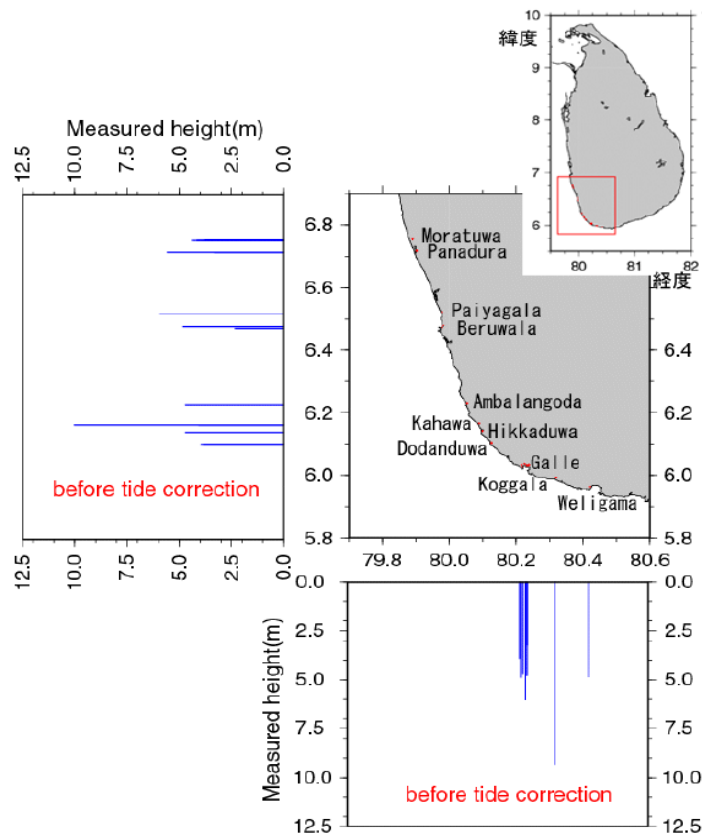 緯度
10
9
8
7
6
80
81
82
経度
Measured height(m)
12.5
10.0
7.5
5.0
2.5
0.0
before tide correction
12.5
10.0
7.5
5.0
2.5
0.0
6.8
6.6
6.4
6.2
6.0
5.8
Moratuwa
Panadura
Paiyagala
Beruwala
Ambalangoda
Kahawa
Hikkaduwa
Dodanduwa
Galle
Koggala
Weligama
6.8
6.6
6.4
6.2
6.0
5.8
79.8
80.0
80.2
80.4
80.6
Measured height(m)
0.0
2.5
5.0
7.5
10.0
12.5
before tide correction
0.0
2.5
5.0
7.5
10.0
12.5